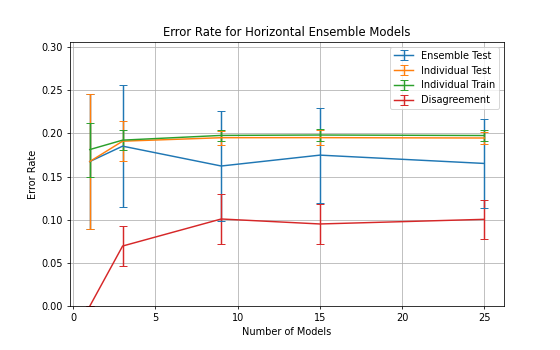 Error Rate for Horizontal Ensemble Models
0.30
0.25
0.20
0.15
0.10
0.05
0.00
Error Rate
Ensemble Test
Individual Test
Individual Train
Disagreement
0
5
10
15
20
25
Number of Models